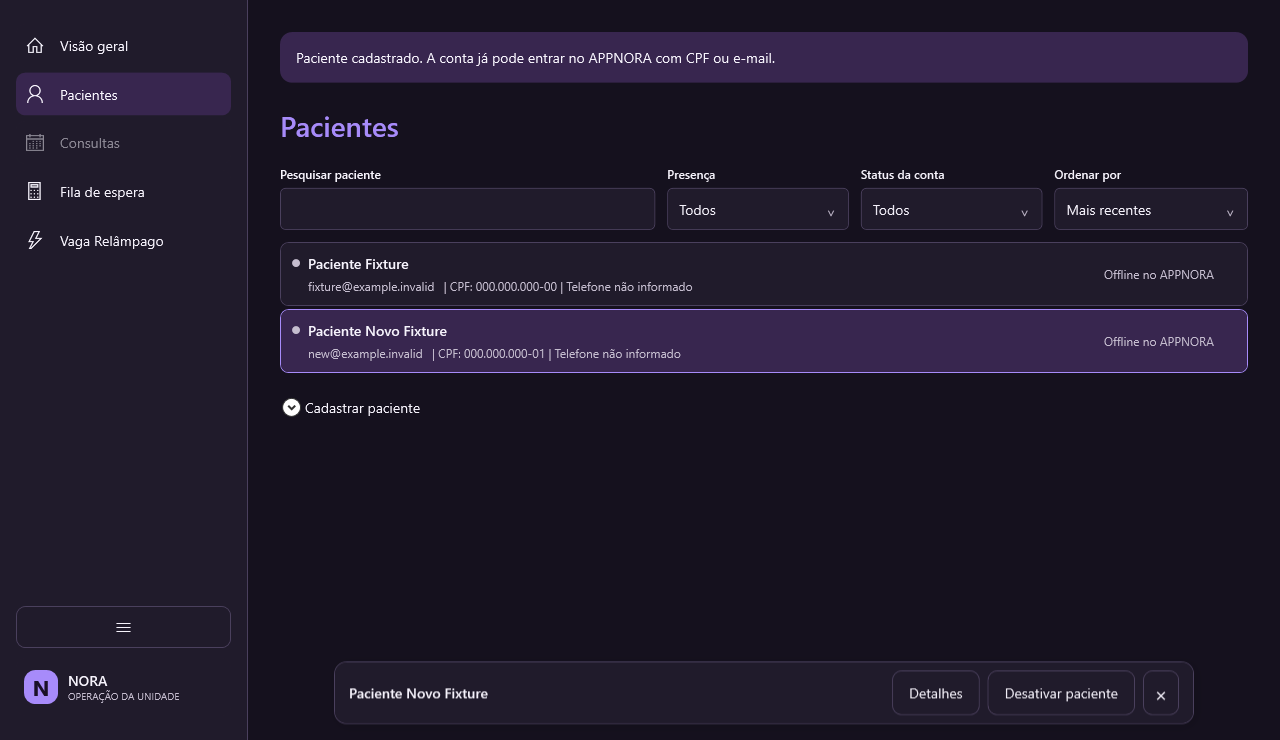 Visão geral
Pacientes
Consultas
Fila de espera
Vaga Relâmpago
N
NORA
OPERAÇÃO DA UNIDADE
Paciente cadastrado. A conta já pode entrar no APPNORA com CPF ou e-mail.
Pacientes
Pesquisar paciente
Presença
Status da conta
Ordenar por
Todos
Todos
Mais recentes
Paciente Fixture
fixture@example.invalid | CPF: 000.000.000-00 | Telefone não informado
Offline no APPNORA
Paciente Novo Fixture
new@example.invalid | CPF: 000.000.000-01 | Telefone não informado
Offline no APPNORA
Cadastrar paciente
Paciente Novo Fixture
Detalhes
Desativar paciente
×